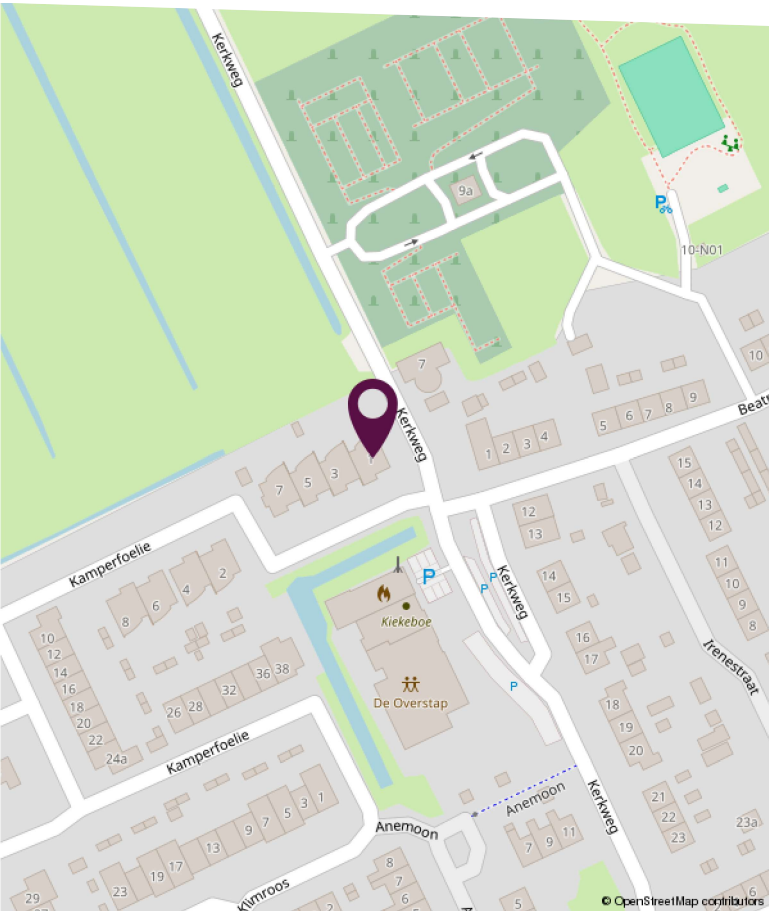 Kerkweg
9a
P
10-N01
7
10
Kerkweg
5 6 7 8 9
Beatr
1 2 3 4
7 5 3
15
14
13
12
12
13
Kamperfoelie
8 6 4 2
P
P
P
Kerkweg
14
15
11
10
9
8
Kiekeboe
10
12
14
16
18
20
22
24a
26 28 32 36 38
16
17
Irenestraat
De Overstap
P
18
19
20
Kamperfoelie
Kerkweg
21
22
23
23a
Anemoon
23 19 17 13 9 7 5 3 1
Anemoon
7 9 11
29
Klimroos
8
7
6
5
2
6
© OpenStreetMap contributors